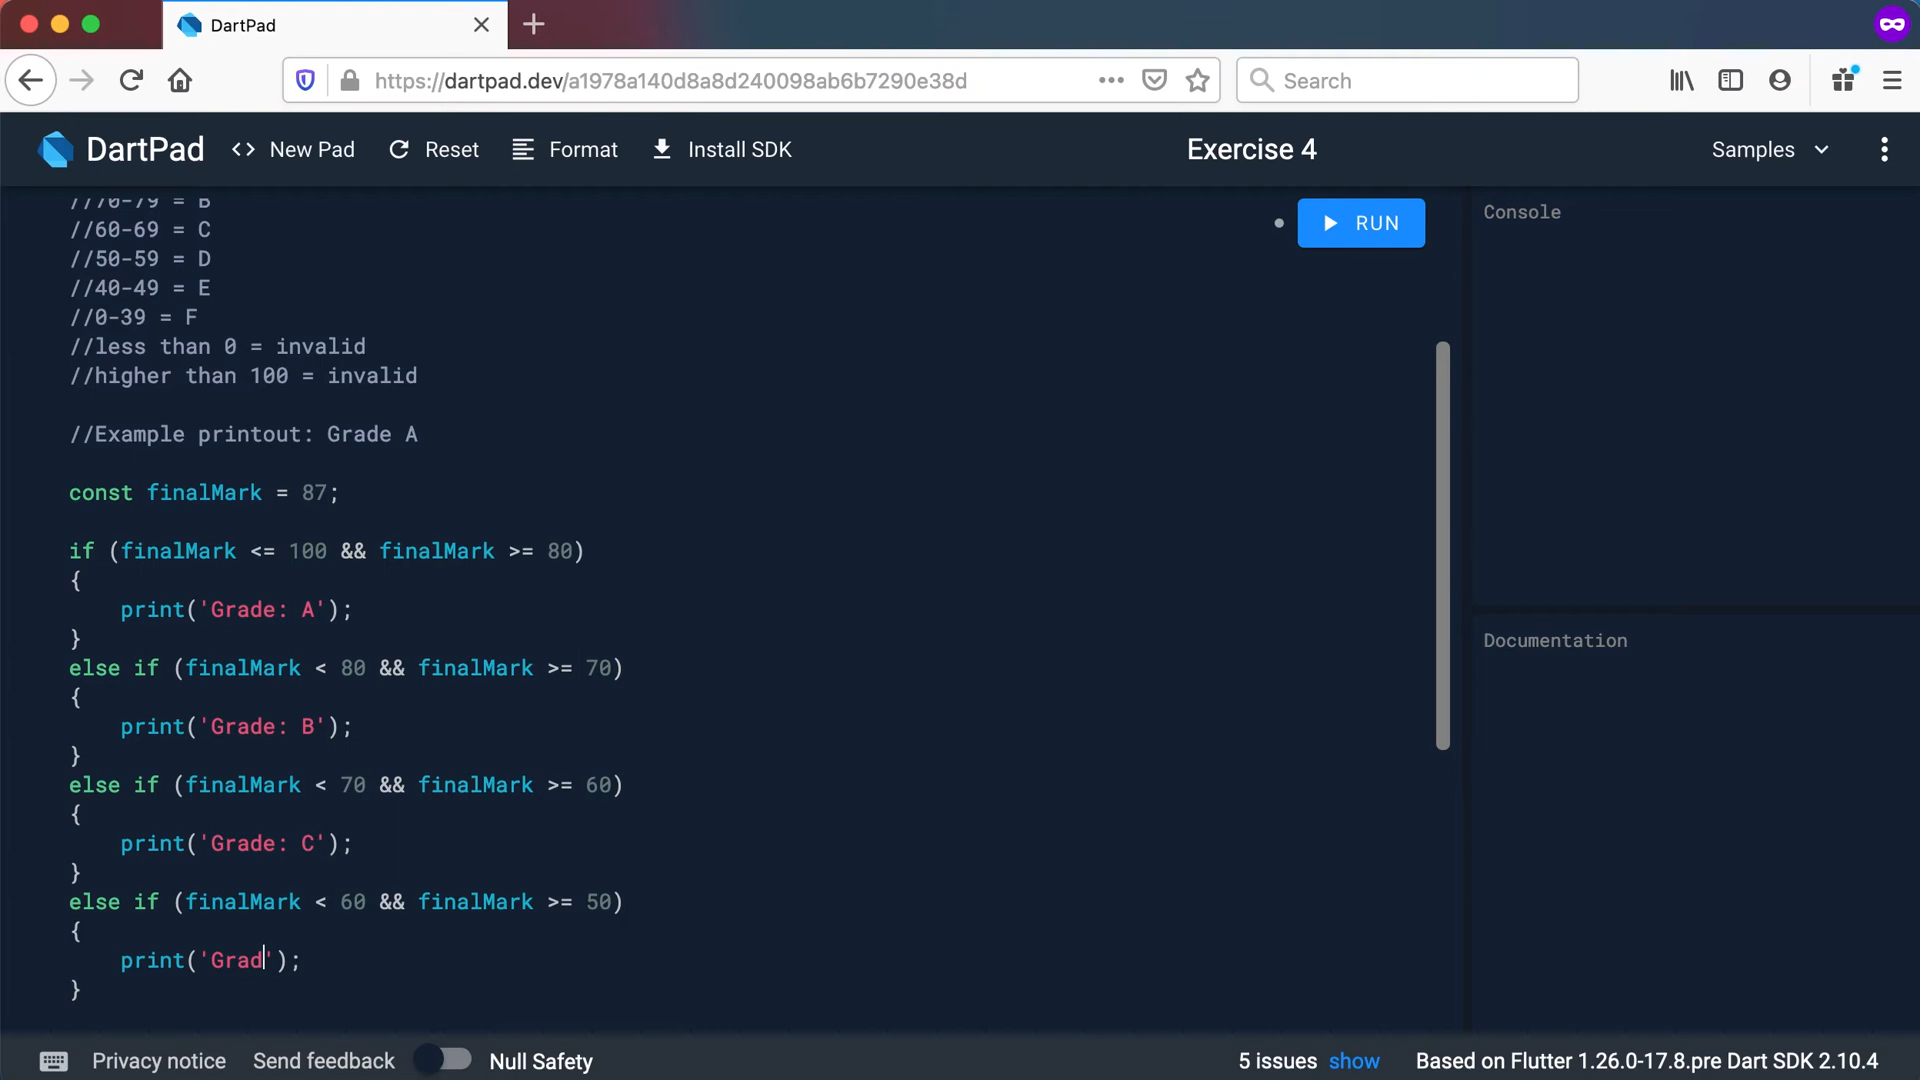 DartPad
https://dartpad.dev/a1978a140d8a8d240098ab6b7290e38d
Search
DartPad
New Pad
Reset
Format
Install SDK
Exercise 4
Samples
//70-79 = B
//60-69 = C
//50-59 = D
//40-49 = E
//0-39 = F
//less than 0 = invalid
//higher than 100 = invalid
//Example printout: Grade A
const finalMark = 87;
if (finalMark <= 100 && finalMark >= 80)
{
print('Grade: A');
}
else if (finalMark < 80 && finalMark >= 70)
{
print('Grade: B');
}
else if (finalMark < 70 && finalMark >= 60)
{
print('Grade: C');
}
else if (finalMark < 60 && finalMark >= 50)
{
print('Grad');
}
RUN
Console
Documentation
Privacy notice
Send feedback
Null Safety
5 issues show
Based on Flutter 1.26.0-17.8.pre Dart SDK 2.10.4